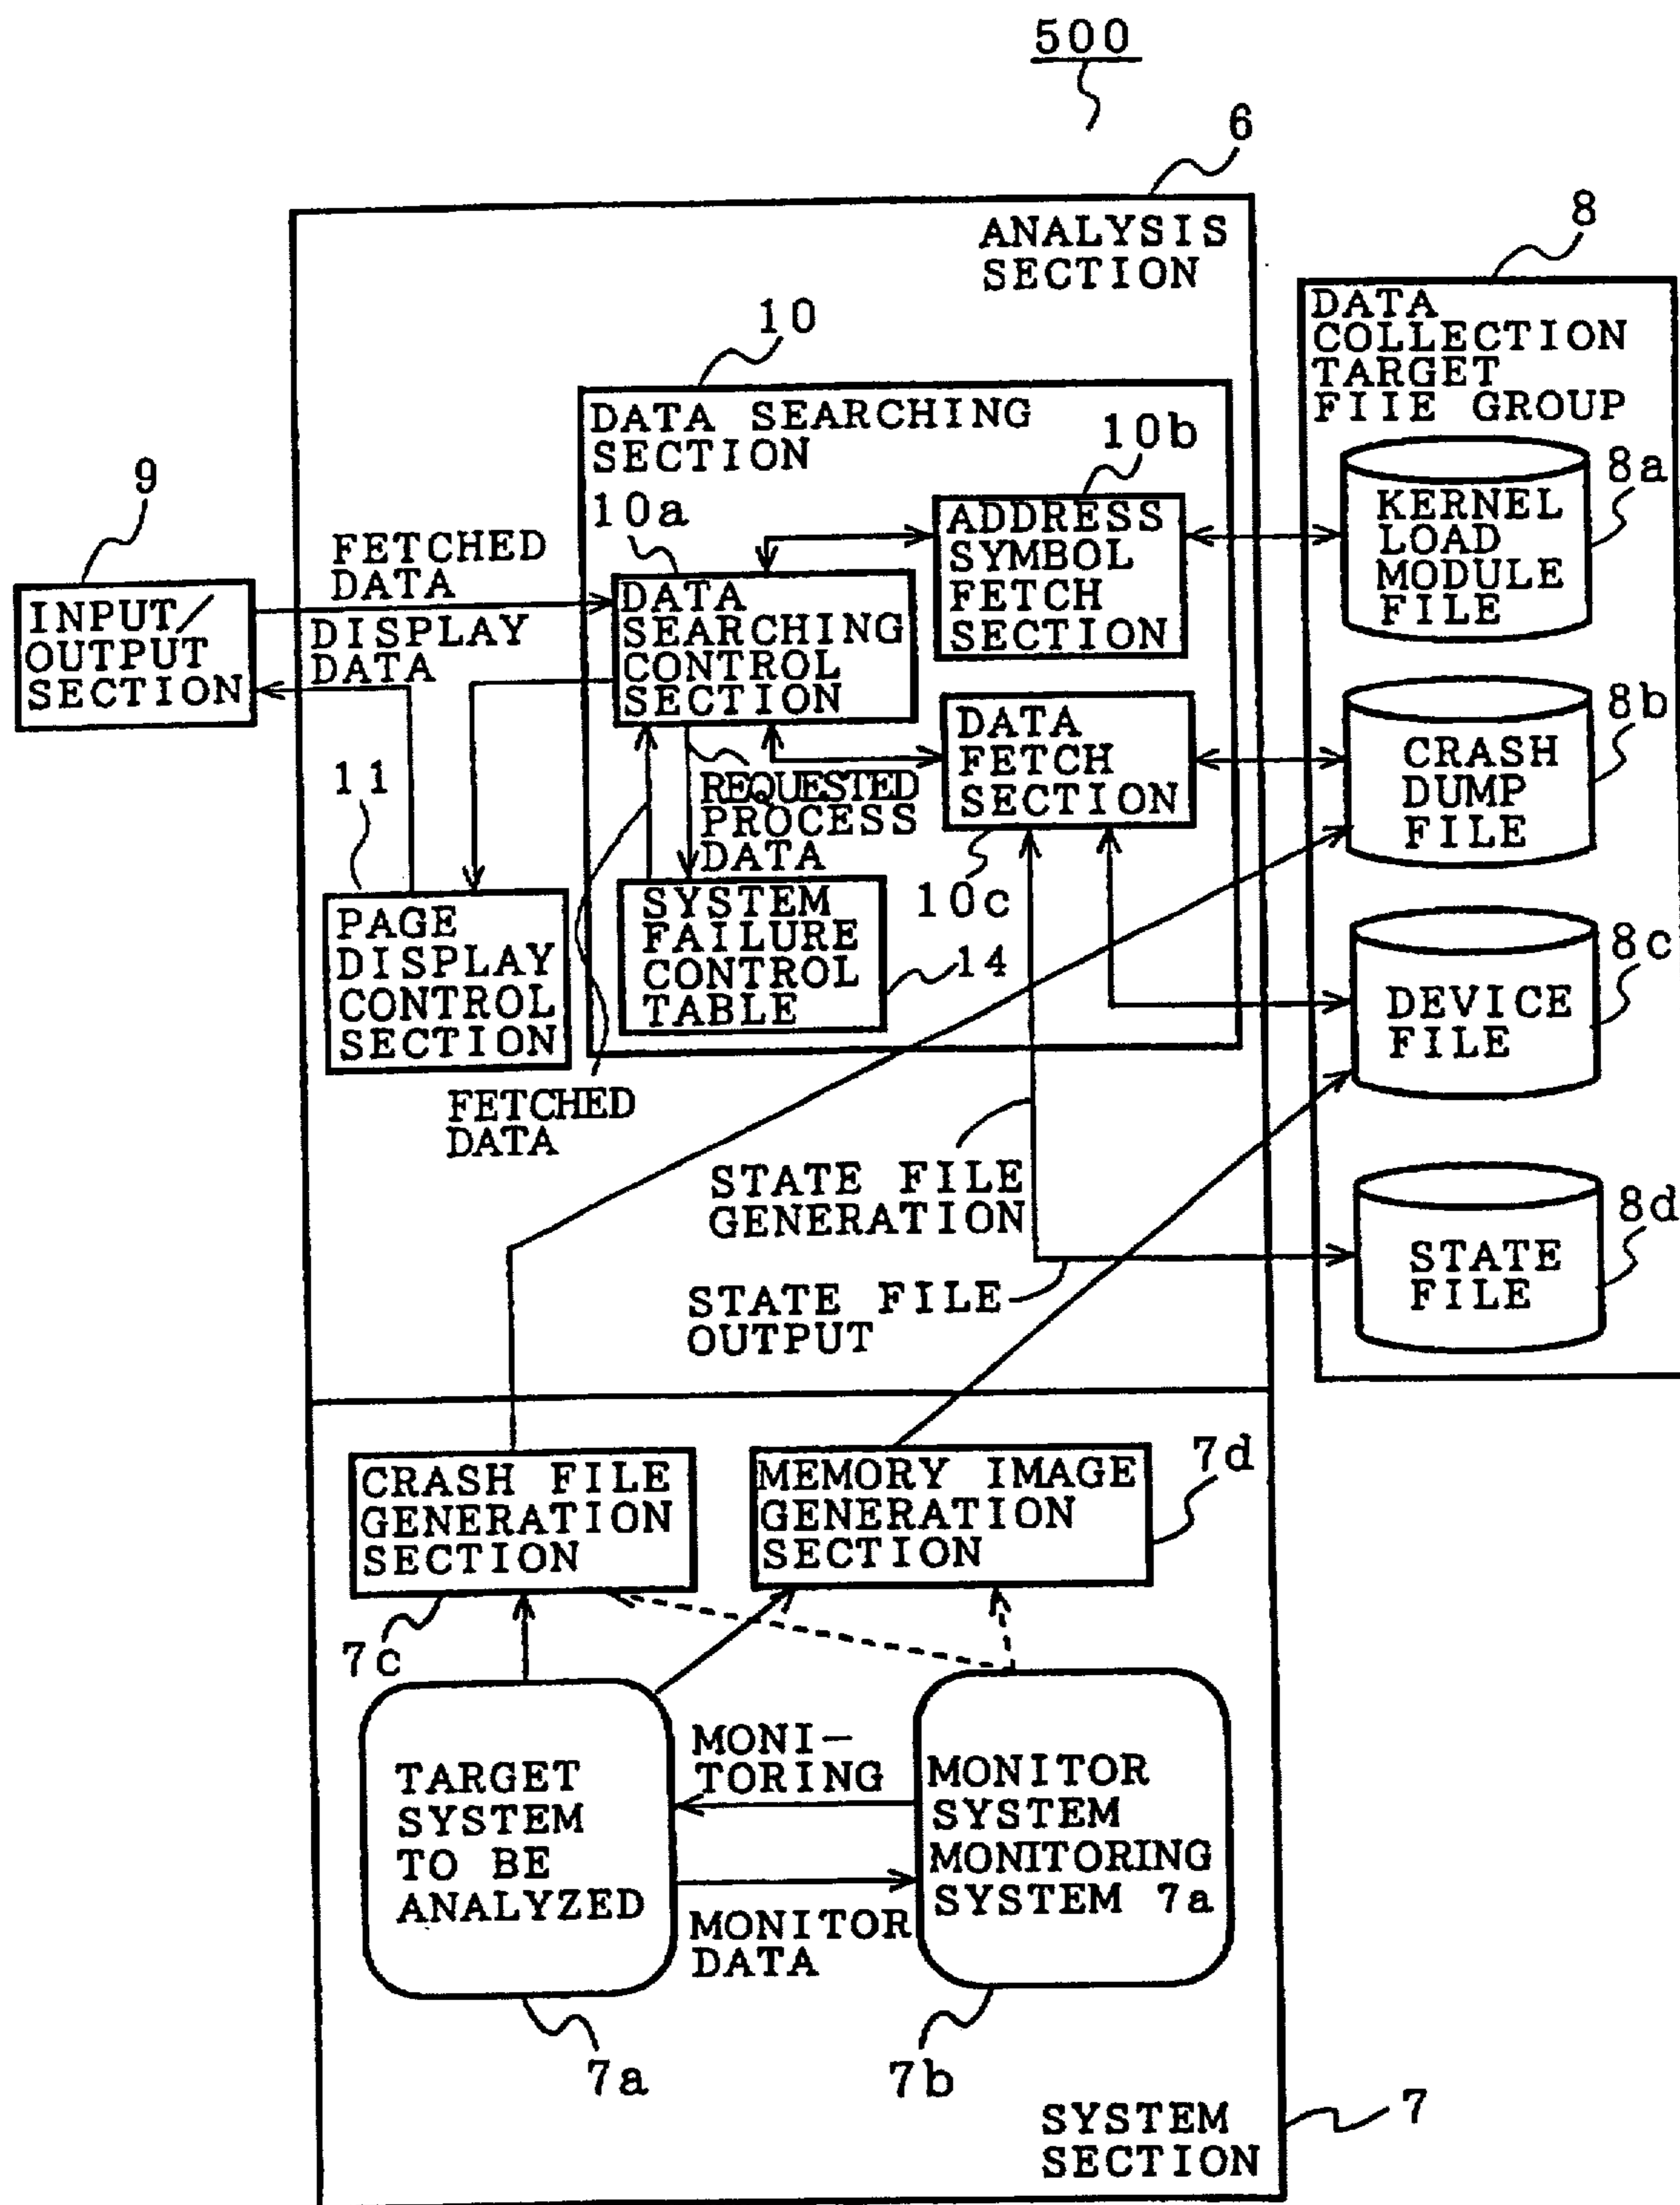 500
6
ANALYSIS
SECTION
8
DATA
COLLECTION
TARGET
FIIE GROUP
10
DATA SEARCHING
SECTION
10b
8a
9
10a
ADDRESS
SYMBOL
FETCH
SECTION
KERNEL
LOAD
MODULE
FILE
FETCHED
DATA
INPUT/
OUTPUT
SECTION
DISPLAY
DATA
DATA
SEARCHING
CONTROL
SECTION
DATA
FETCH
SECTION
8b
CRASH
DUMP
FILE
11
REQUESTED
PROCESS
DATA
10c
PAGE
DISPLAY
CONTROL
SECTION
SYSTEM
FAILURE
CONTROL
TABLE
14
8c
DEVICE
FILE
FETCHED
DATA
STATE FILE
GENERATION
8d
STATE
FILE
STATE FILE
OUTPUT
CRASH FILE
GENERATION
SECTION
MEMORY IMAGE
GENERATION
SECTION
7d
7c
TARGET
SYSTEM
TO BE
ANALYZED
MONI-
TORING
MONITOR
SYSTEM
MONITORING
SYSTEM 7a
MONITOR
DATA
7a
7b
7
SYSTEM
SECTION